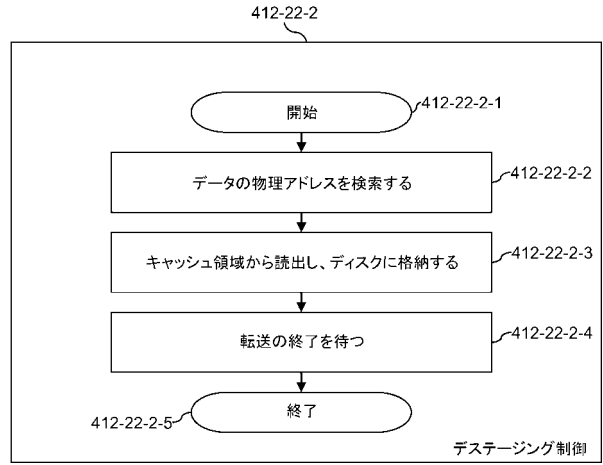 412-22-2
開始
412-22-2-1
データの物理アドレスを検索する
412-22-2-2
キャッシュ領域から読出し、ディスクに格納する
412-22-2-3
転送の終了を待つ
412-22-2-4
終了
412-22-2-5
デステージング制御